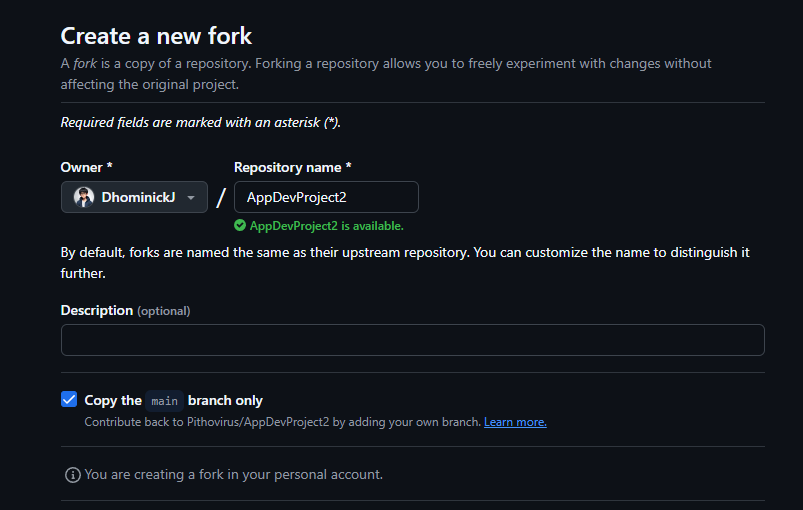 Create a new fork
A fork is a copy of a repository. Forking a repository allows you to freely experiment with changes without
affecting the original project.
Required fields are marked with an asterisk (*).
Owner *
Repository name *
DhominickJ
/
AppDevProject2
AppDevProject2 is available.
By default, forks are named the same as their upstream repository. You can customize the name to distinguish it
further.
Description (optional)
Copy the main branch only
Contribute back to Pithovirus/AppDevProject2 by adding your own branch. Learn more.
You are creating a fork in your personal account.